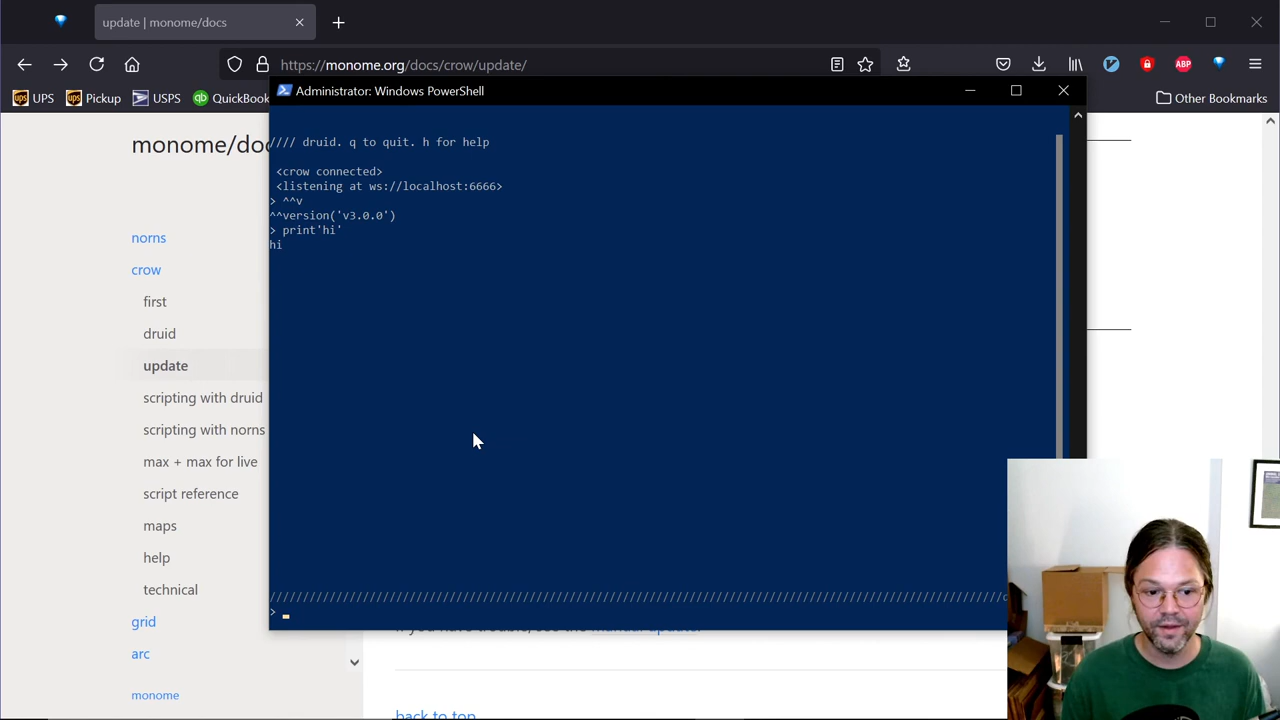 update | monome/docs
https://monome.org/docs/crow/update/
ABP
UPS
Pickup
USPS
QuickBook
Other Bookmarks
Administrator: Windows PowerShell
monome/doc
norns
crow
first
druid
update
scripting with druid
scripting with norns
max + max for live
script reference
maps
help
technical
grid
arc
monome
//// druid. q to quit. h for help
<crow connected>
<listening at ws://localhost:6666>
> ^^v
^^version('v3.0.0')
> print'hi'
hi
>
back to top